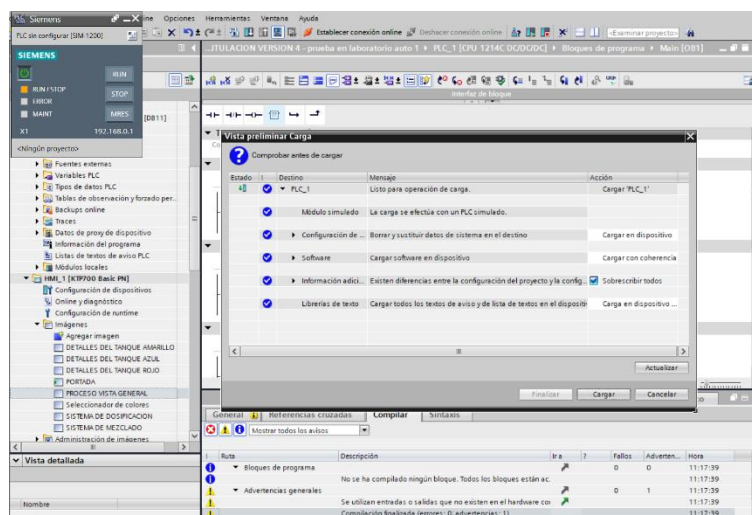 Siemens
ine Opciones Herramientas Ventana Ayuda
PLC sin configurar [SIM-1200]
Establecer conexión online Deshacer conexión online <Examinar proyecto>
SIEMENS
...ITULACION VERSION 4 - prueba en laboratorio auto 1 PLC_1 [CPU 1214C DC/DC/DC] Bloques de programa Main [OB1]
RUN
RUN / STOP
STOP
ERROR
MAINT
MRES
X1 192.168.0.1
<Ningún proyecto>
Interfaz de bloque
[DB11]
Fuentes externas
Variables PLC
Tipos de datos PLC
Tablas de observación y forzado per...
Backups online
Traces
Datos de proxy de dispositivo
Información del programa
Listas de textos de aviso PLC
Módulos locales
HMI_1 [KTP700 Basic PN]
Configuración de dispositivos
Online y diagnóstico
Configuración de runtime
Imágenes
Agregar imagen
DETALLES DEL TANQUE AMARILLO
DETALLES DEL TANQUE AZUL
DETALLES DEL TANQUE ROJO
PORTADA
PROCESO VISTA GENERAL
Seleccionador de colores
SISTEMA DE DOSIFICACION
SISTEMA DE MEZCLADO
Administración de imágenes
Vista detallada
Nombre
Vista preliminar Carga
Comprobar antes de cargar
Estado ! Destino Mensaje Acción
PLC_1 Listo para operación de carga. Cargar 'PLC_1'
Módulo simulado La carga se efectúa con un PLC simulado.
Configuración de ... Borrar y sustituir datos de sistema en el destino Cargar en dispositivo
Software Cargar software en dispositivo Cargar con coherencia
Información adici... Existen diferencias entre la configuración del proyecto y la config... Sobrescribir todos
Librerías de texto Cargar todos los textos de aviso y de lista de textos en el dispositi Carga en dispositivo ...
Actualizar
Finalizar Cargar Cancelar
General Referencias cruzadas Compilar Sintaxis
Mostrar todos los avisos
! Ruta Descripción Ir a ? Fallos Adverten... Hora
Bloques de programa 0 0 11:17:39
No se ha compilado ningún bloque. Todos los bloques están ac. 11:17:39
Advertencias generales 0 1 11:17:39
Se utilizan entradas o salidas que no existen en el hardware cor 11:17:39
Compilación finalizada (errores: 0; advertencias: 1) 11:17:39